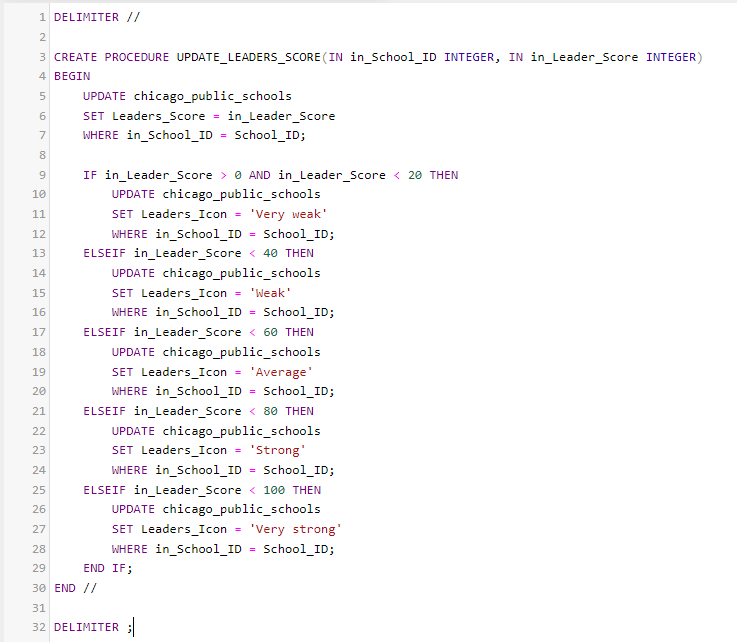 1 DELIMITER //
2
3 CREATE PROCEDURE UPDATE_LEADERS_SCORE(IN in_School_ID INTEGER, IN in_Leader_Score INTEGER)
4 BEGIN
5     UPDATE chicago_public_schools
6     SET Leaders_Score = in_Leader_Score
7     WHERE in_School_ID = School_ID;
8
9     IF in_Leader_Score > 0 AND in_Leader_Score < 20 THEN
10         UPDATE chicago_public_schools
11         SET Leaders_Icon = 'Very weak'
12         WHERE in_School_ID = School_ID;
13     ELSEIF in_Leader_Score < 40 THEN
14         UPDATE chicago_public_schools
15         SET Leaders_Icon = 'Weak'
16         WHERE in_School_ID = School_ID;
17     ELSEIF in_Leader_Score < 60 THEN
18         UPDATE chicago_public_schools
19         SET Leaders_Icon = 'Average'
20         WHERE in_School_ID = School_ID;
21     ELSEIF in_Leader_Score < 80 THEN
22         UPDATE chicago_public_schools
23         SET Leaders_Icon = 'Strong'
24         WHERE in_School_ID = School_ID;
25     ELSEIF in_Leader_Score < 100 THEN
26         UPDATE chicago_public_schools
27         SET Leaders_Icon = 'Very strong'
28         WHERE in_School_ID = School_ID;
29     END IF;
30 END //
31
32 DELIMITER ;